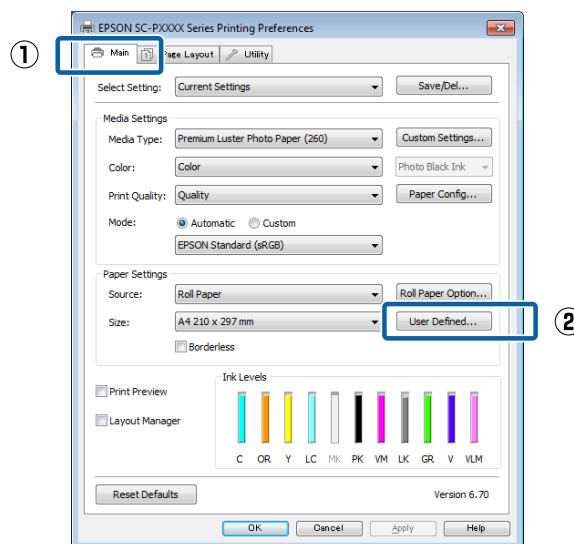 EPSON SC-PXXXX Series Printing Preferences
1
Main Page Layout Utility
Select Setting: Current Settings Save/Del...
Media Settings
Media Type: Premium Luster Photo Paper (260) Custom Settings...
Color: Color Photo Black Ink
Print Quality: Quality Paper Config...
Mode: Automatic Custom
EPSON Standard (sRGB)
Paper Settings
Source: Roll Paper Roll Paper Option...
Size: A4 210 x 297 mm User Defined...
2
Borderless
Ink Levels
Print Preview
Layout Manager
C OR Y LC MK PK VM LK GR V VLM
Reset Defaults Version 6.70
OK Cancel Apply Help